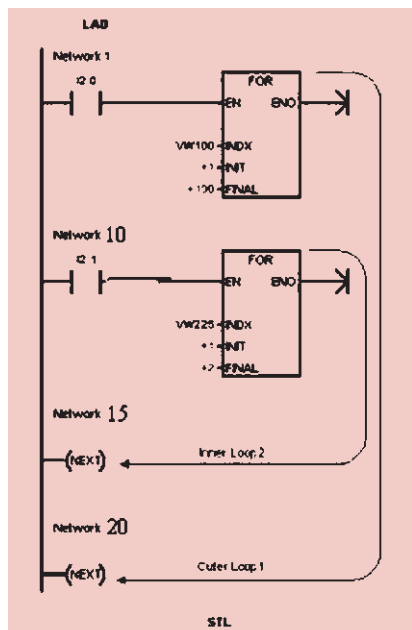 LAD
Network 1
I2.0
FOR
EN ENO
VW100 INDX
+1 INIT
+100 FINAL
Network 10
I2.1
FOR
EN ENO
VW225 INDX
+1 INIT
+2 FINAL
Network 15
(NEXT)
Inner Loop 2
Network 20
(NEXT)
Outer Loop 1
STL